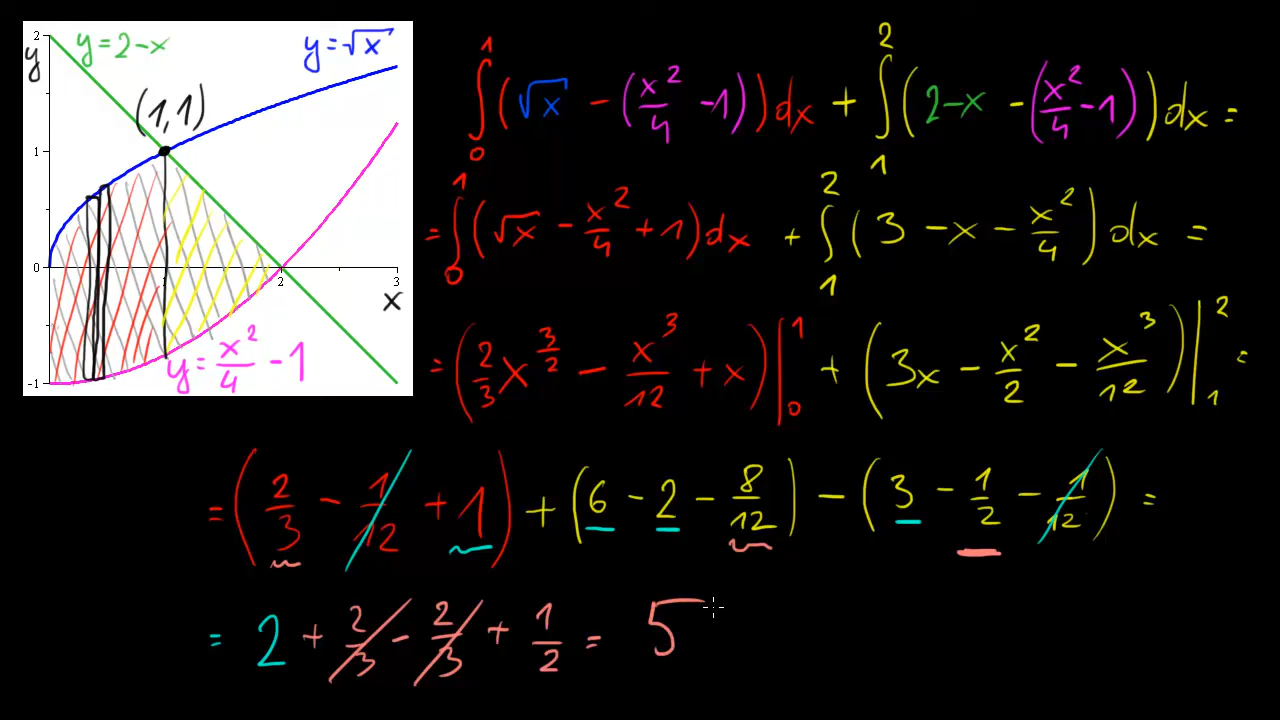 2
y
y = 2 - x
y = √x
(1,1)
1
0
1
2
3
x
y = x²/4 - 1
-1
∫₀¹ (√x - (x²/4 - 1)) dx + ∫₁² (2 - x - (x²/4 - 1)) dx =
= ∫₀¹ (√x - x²/4 + 1) dx + ∫₁² (3 - x - x²/4) dx =
= (2/3 x^(3/2) - x³/12 + x) |₀¹ + (3x - x²/2 - x³/12) |₁² =
= (2/3 - 1/12 + 1) + (6 - 2 - 8/12) - (3 - 1/2 - 1/12) =
= 2 + 2/3 - 2/3 + 1/2 = 5